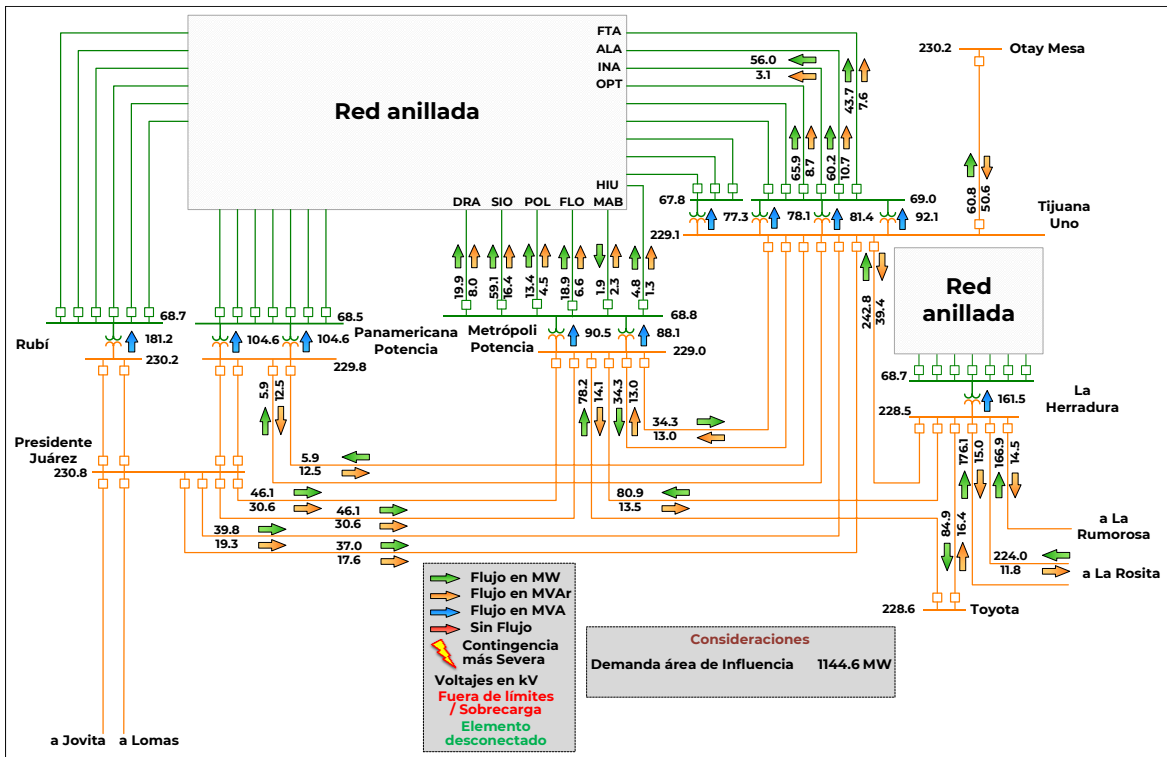 Red anillada
FTA
ALA
INA
OPT
HIU
DRA
SIO
POL
FLO
MAB
56.0
3.1
43.7
7.6
65.9
8.7
60.2
10.7
230.2
Otay Mesa
60.8
50.6
67.8
69.0
77.3
78.1
81.4
92.1
229.1
Tijuana
Uno
19.9
8.0
59.1
16.4
13.4
4.5
18.9
6.6
1.9
2.3
4.8
1.3
242.8
39.4
Red
anillada
68.7
Rubí
181.2
230.2
68.5
Panamericana
Potencia
104.6
104.6
229.8
68.8
Metrópoli
Potencia
90.5
88.1
229.0
68.7
La
Herradura
161.5
228.5
5.9
12.5
78.2
14.1
34.3
13.0
34.3
13.0
176.1
15.0
166.9
14.5
Presidente
Juárez
230.8
5.9
12.5
46.1
30.6
46.1
30.6
80.9
13.5
39.8
19.3
37.0
17.6
84.9
16.4
a La
Rumorosa
224.0
11.8
a La Rosita
228.6
Toyota
Flujo en MW
Flujo en MVAr
Flujo en MVA
Sin Flujo
Contingencia
más Severa
Voltajes en kV
Fuera de límites
/ Sobrecarga
Elemento
desconectado
Consideraciones
Demanda área de Influencia 1144.6 MW
a Jovita
a Lomas